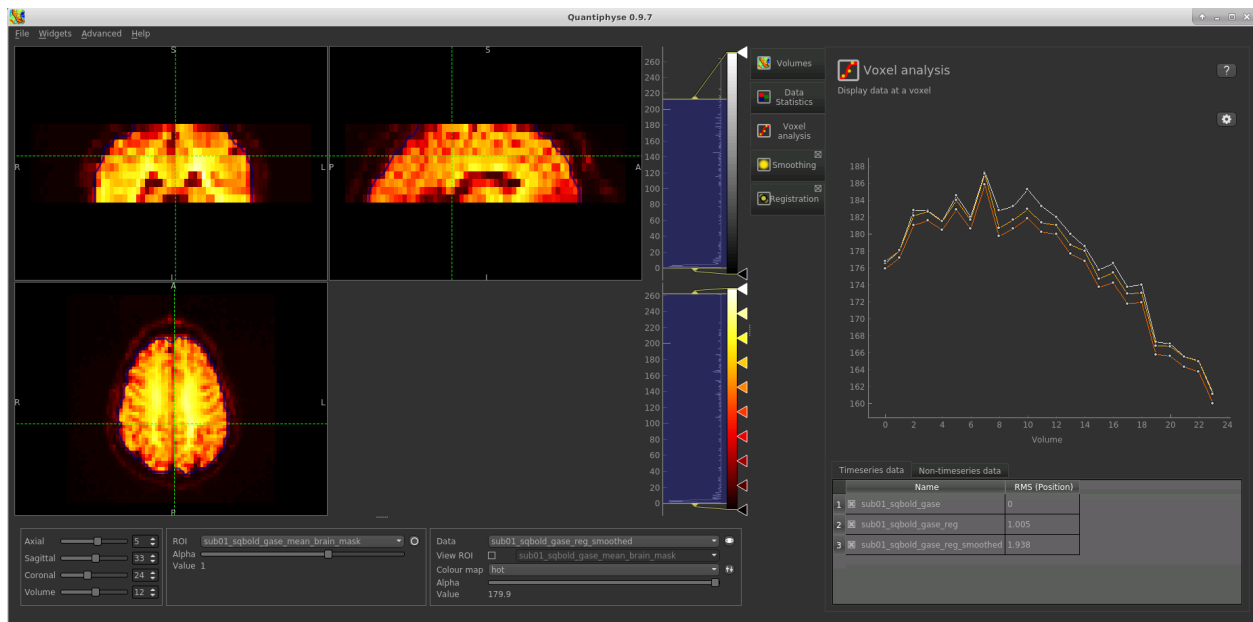 Quantiphyse 0.9.7
File Widgets Advanced Help
S
R
L
I
S
P
A
I
A
R
L
P
260
240
220
200
180
160
140
120
100
80
60
40
20
0
260
240
220
200
180
160
140
120
100
80
60
40
20
0
Volumes
Data
Statistics
Voxel
analysis
Smoothing
Registration
Voxel analysis
?
Display data at a voxel
188
186
184
182
180
178
176
174
172
170
168
166
164
162
160
0 2 4 6 8 10 12 14 16 18 20 22 24
Volume
Timeseries data Non-timeseries data
Name RMS (Position)
1 sub01_sqbold_gase 0
2 sub01_sqbold_gase_reg 1.005
3 sub01_sqbold_gase_reg_smoothed 1.938
Axial 5
Sagittal 33
Coronal 24
Volume 12
ROI sub01_sqbold_gase_mean_brain_mask
Alpha
Value 1
Data sub01_sqbold_gase_reg_smoothed
View ROI sub01_sqbold_gase_mean_brain_mask
Colour map hot
Alpha
Value 179.9